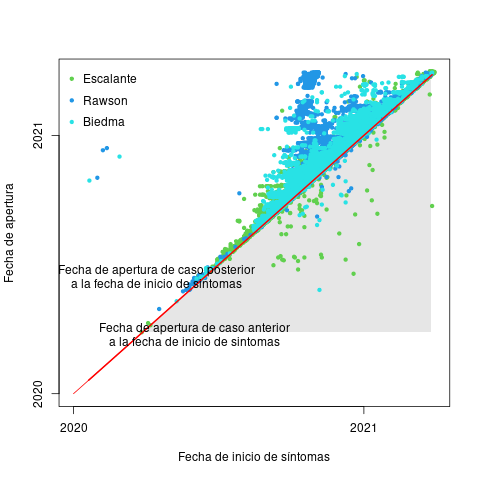 Escalante
Rawson
Biedma
2021
Fecha de apertura
Fecha de apertura de caso posterior
a la fecha de inicio de síntomas
Fecha de apertura de caso anterior
a la fecha de inicio de sintomas
2020
2020
2021
Fecha de inicio de síntomas